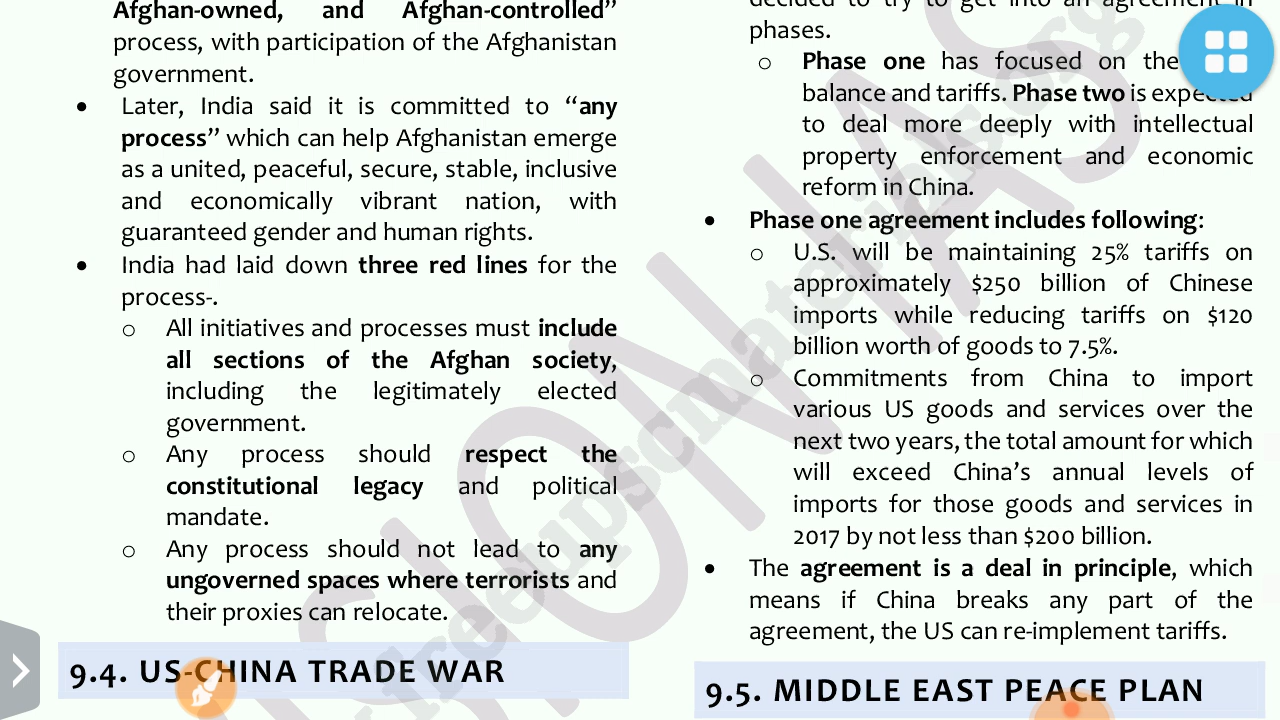 Afghan-owned, and Afghan-controlled”
process, with participation of the Afghanistan
government.
• Later, India said it is committed to “any
process” which can help Afghanistan emerge
as a united, peaceful, secure, stable, inclusive
and economically vibrant nation, with
guaranteed gender and human rights.
• India had laid down three red lines for the
process-.
o All initiatives and processes must include
all sections of the Afghan society,
including the legitimately elected
government.
o Any process should respect the
constitutional legacy and political
mandate.
o Any process should not lead to any
ungoverned spaces where terrorists and
their proxies can relocate.
9.4. US-CHINA TRADE WAR
decided to try to get into an agreement in
phases.
o Phase one has focused on the
balance and tariffs. Phase two is expected
to deal more deeply with intellectual
property enforcement and economic
reform in China.
• Phase one agreement includes following:
o U.S. will be maintaining 25% tariffs on
approximately $250 billion of Chinese
imports while reducing tariffs on $120
billion worth of goods to 7.5%.
o Commitments from China to import
various US goods and services over the
next two years, the total amount for which
will exceed China’s annual levels of
imports for those goods and services in
2017 by not less than $200 billion.
• The agreement is a deal in principle, which
means if China breaks any part of the
agreement, the US can re-implement tariffs.
9.5. MIDDLE EAST PEACE PLAN